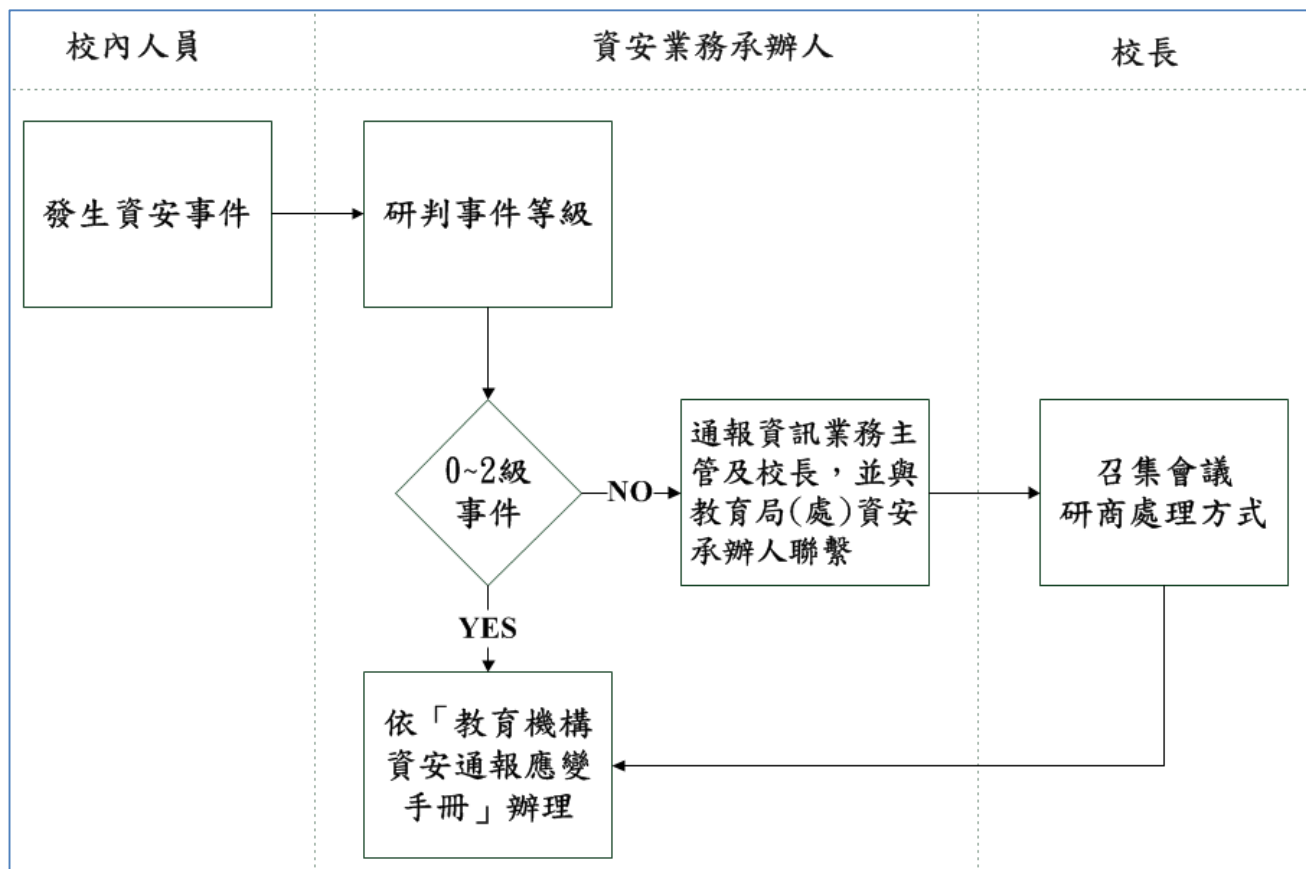 校內人員
資安業務承辦人
校長
發生資安事件
研判事件等級
0~2級
事件
NO
通報資訊業務主
管及校長，並與
教育局(處)資安
承辦人聯繫
召集會議
研商處理方式
YES
依「教育機構
資安通報應變
手冊」辦理